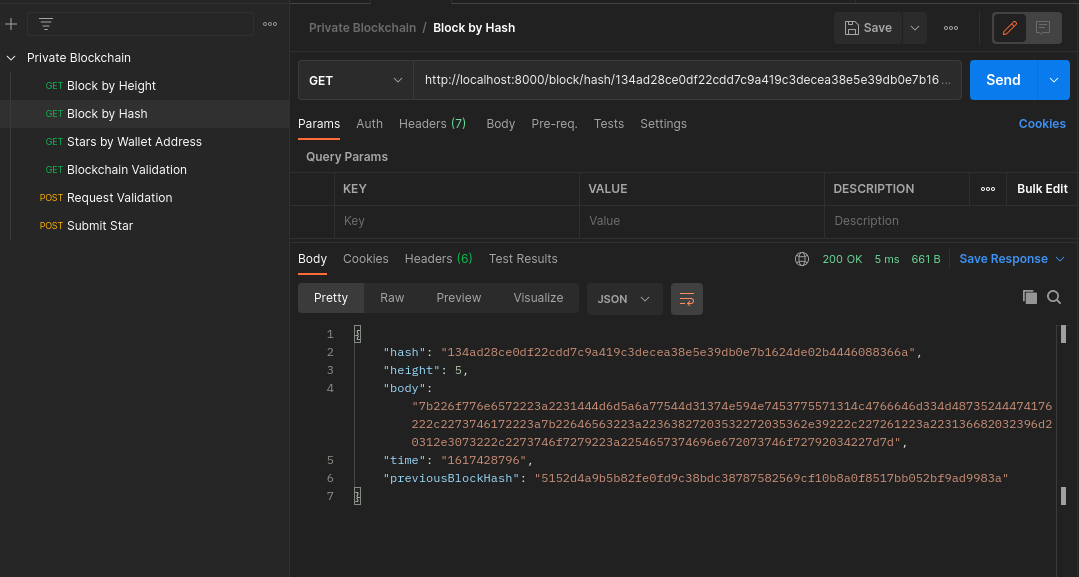 Private Blockchain / Block by Hash
Save
GET
http://localhost:8000/block/hash/134ad28ce0df22cdd7c9a419c3decea38e5e39db0e7b16...
Send
Private Blockchain
GET Block by Height
GET Block by Hash
GET Stars by Wallet Address
GET Blockchain Validation
POST Request Validation
POST Submit Star
Params Auth Headers (7) Body Pre-req. Tests Settings Cookies
Query Params
KEY VALUE DESCRIPTION Bulk Edit
Key Value Description
Body Cookies Headers (6) Test Results 200 OK 5 ms 661 B Save Response
Pretty Raw Preview Visualize JSON
1 {
2 "hash": "134ad28ce0df22cdd7c9a419c3decea38e5e39db0e7b1624de02b4446088366a",
3 "height": 5,
4 "body":
"7b226f776e6572223a2231444d6d5a6a77544d31374e594e7453775571314c4766646d334d48735244474176
222c2273746172223a7b22646563223a22363827203532272035362e39222c227261223a223136682032396d2
0312e3073222c2273746f7279223a2254657374696e672073746f72792034227d7d",
5 "time": "1617428796",
6 "previousBlockHash": "5152d4a9b5b82fe0fd9c38bdc38787582569cf10b8a0f8517bb052bf9ad9983a"
7 }